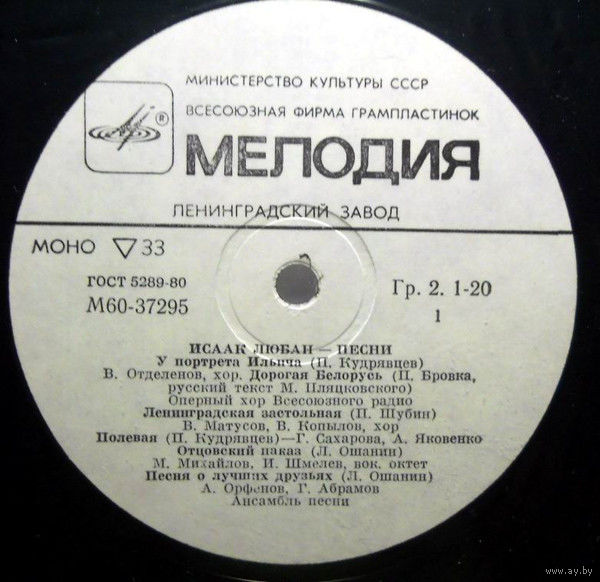 МИНИСТЕРСТВО КУЛЬТУРЫ СССР
®
ВСЕСОЮЗНАЯ ФИРМА ГРАМПЛАСТИНОК
МЕЛОДИЯ
ЛЕНИНГРАДСКИЙ ЗАВОД
МОНО ▽ 33
ГОСТ 5289-80
М60-37295
Гр. 2. 1-20
1
ИСААК ЛЮБАН — ПЕСНИ
У портрета Ильича (П. Кудрявцев)
В. Отделенов, хор. Дорогая Белорусь (П. Бровка,
русский текст М. Пляцковского)
Оперный хор Всесоюзного радио
Ленинградская застольная (П. Шубин)
В. Матусов, В. Копылов, хор
Полевая (П. Кудрявцев)—Г. Сахарова, А. Яковенко
Отцовский наказ (Л. Ошанин)
М. Михайлов, И. Шмелев, вок. октет
Песня о лучших друзьях (Л. Ошанин)
А. Орфенов, Г. Абрамов
Ансамбль песни
www.ay.by